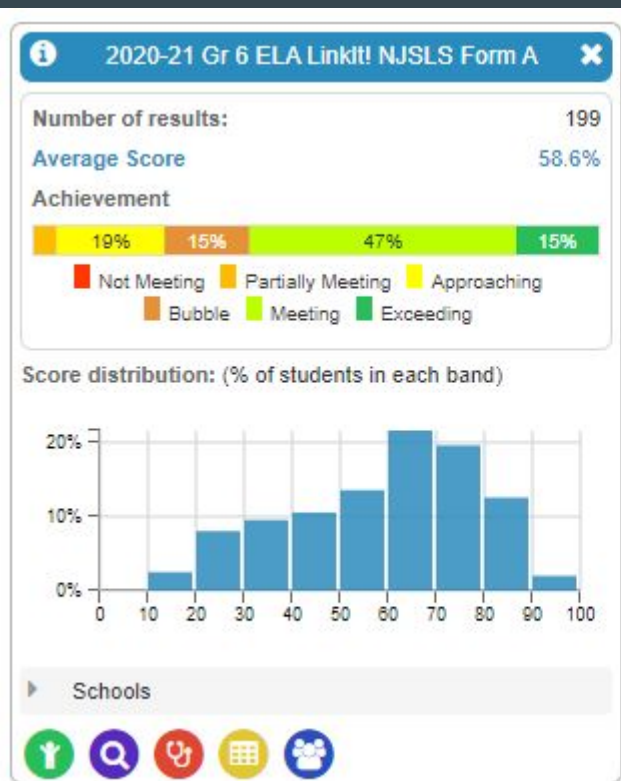 2020-21 Gr 6 ELA LinkIt! NJSLS Form A
Number of results: 199
Average Score 58.6%
Achievement
19% 15% 47% 15%
Not Meeting Partially Meeting Approaching
Bubble Meeting Exceeding
Score distribution: (% of students in each band)
20%
10%
0%
0 10 20 30 40 50 60 70 80 90 100
Schools